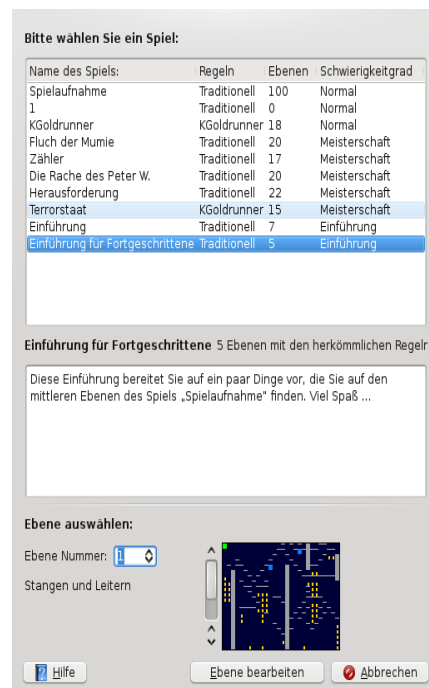 Bitte wählen Sie ein Spiel:
Name des Spiels: Regeln Ebenen Schwierigkeitgrad
Spielaufnahme Traditionell 100 Normal
1 Traditionell 0 Normal
KGoldrunner KGoldrunner 18 Normal
Fluch der Mumie Traditionell 20 Meisterschaft
Zähler Traditionell 17 Meisterschaft
Die Rache des Peter W. Traditionell 20 Meisterschaft
Herausforderung Traditionell 22 Meisterschaft
Terrorstaat KGoldrunner 15 Meisterschaft
Einführung Traditionell 7 Einführung
Einführung für Fortgeschrittene Traditionell 5 Einführung
Einführung für Fortgeschrittene 5 Ebenen mit den herkömmlichen Regeln
Diese Einführung bereitet Sie auf ein paar Dinge vor, die Sie auf den
mittleren Ebenen des Spiels „Spielaufnahme" finden. Viel Spaß ...
Ebene auswählen:
Ebene Nummer: 1
Stangen und Leitern
Hilfe Ebene bearbeiten Abbrechen